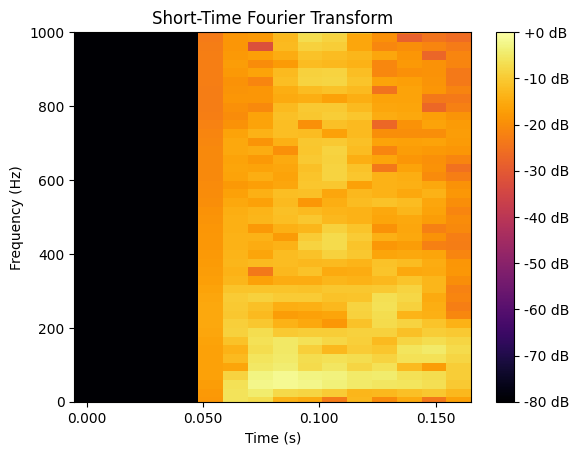 Short-Time Fourier Transform
Frequency (Hz)
1000
800
600
400
200
0
0.000
0.050
0.100
0.150
Time (s)
+0 dB
-10 dB
-20 dB
-30 dB
-40 dB
-50 dB
-60 dB
-70 dB
-80 dB